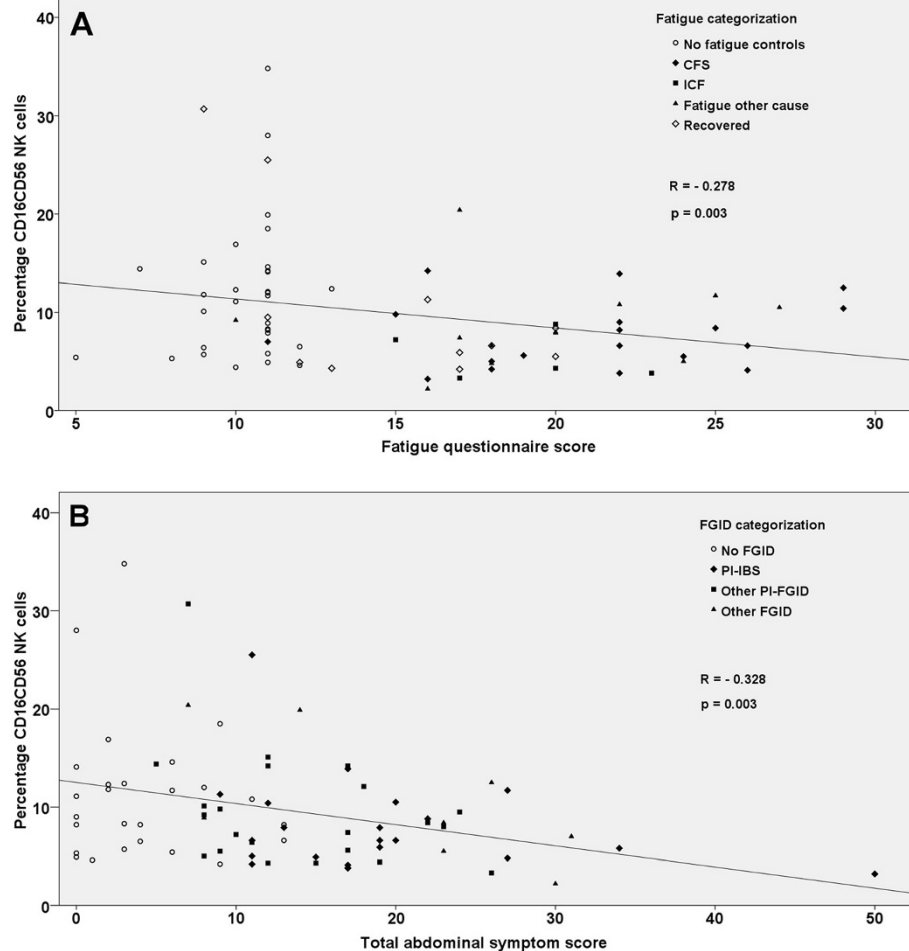 A
Fatigue categorization
No fatigue controls
CFS
ICF
Fatigue other cause
Recovered
R = - 0.278
p = 0.003
Percentage CD16CD56 NK cells
40
30
20
10
0
5
10
15
20
25
30
Fatigue questionnaire score
B
FGID categorization
No FGID
PI-IBS
Other PI-FGID
Other FGID
R = - 0.328
p = 0.003
Percentage CD16CD56 NK cells
40
30
20
10
0
0
10
20
30
40
50
Total abdominal symptom score